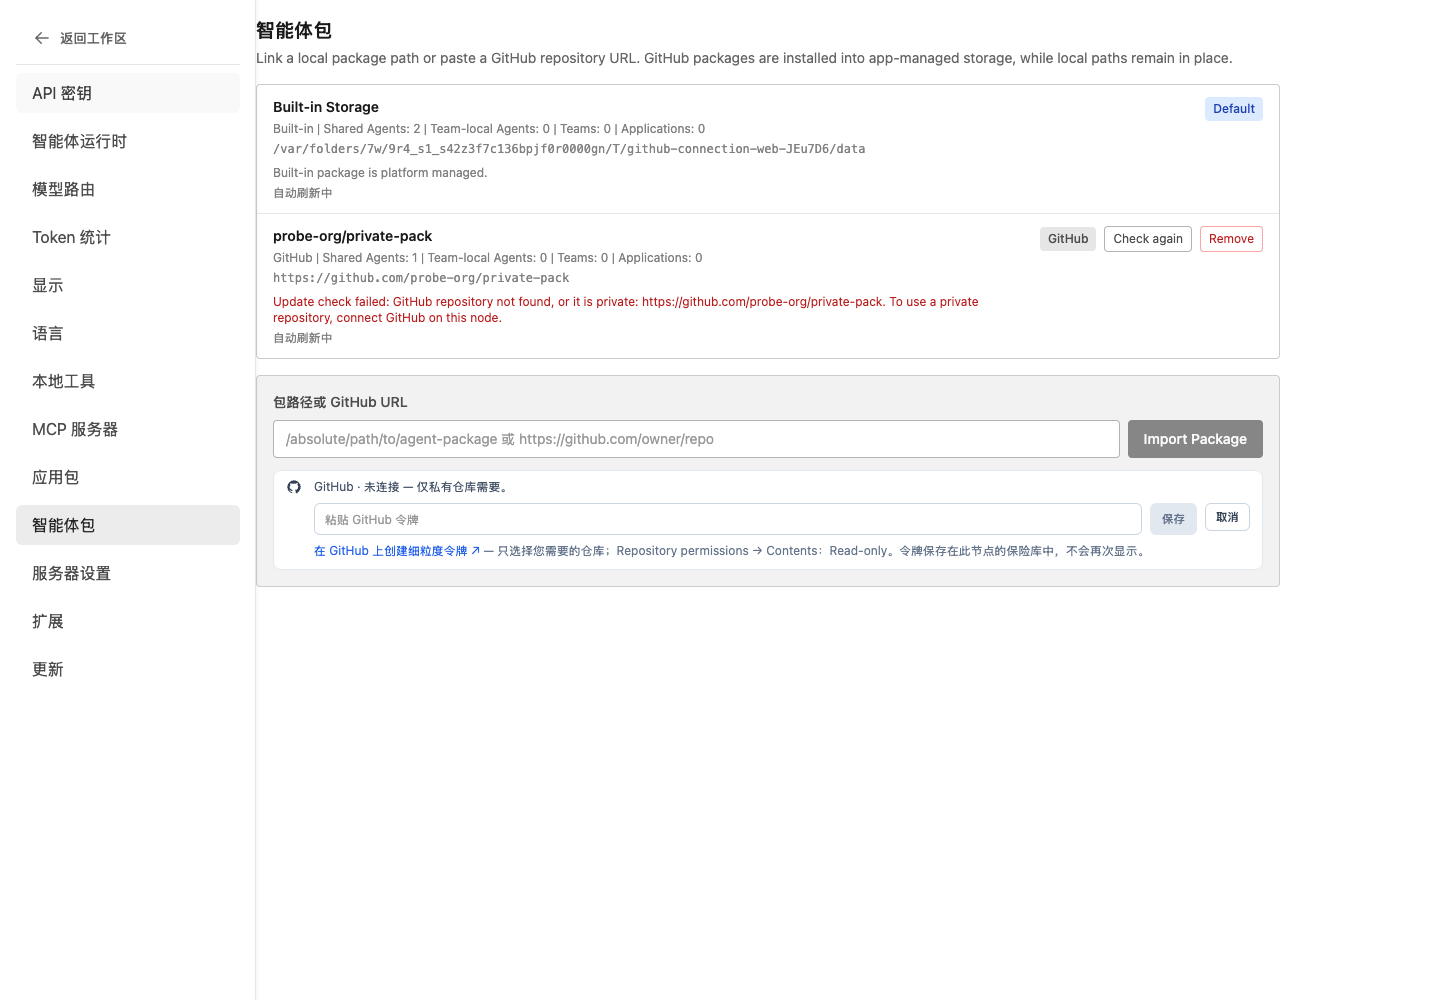 返回工作区
API 密钥
智能体运行时
模型路由
Token 统计
显示
语言
本地工具
MCP 服务器
应用包
智能体包
服务器设置
扩展
更新
智能体包
Link a local package path or paste a GitHub repository URL. GitHub packages are installed into app-managed storage, while local paths remain in place.
Built-in Storage
Default
Built-in | Shared Agents: 2 | Team-local Agents: 0 | Teams: 0 | Applications: 0
/var/folders/7w/9r4_s1_s42z3f7c136bpjf0r0000gn/T/github-connection-web-JEu7D6/data
Built-in package is platform managed.
自动刷新中
probe-org/private-pack
GitHub
Check again
Remove
GitHub | Shared Agents: 1 | Team-local Agents: 0 | Teams: 0 | Applications: 0
https://github.com/probe-org/private-pack
Update check failed: GitHub repository not found, or it is private: https://github.com/probe-org/private-pack. To use a private
repository, connect GitHub on this node.
自动刷新中
包路径或 GitHub URL
/absolute/path/to/agent-package 或 https://github.com/owner/repo
Import Package
GitHub · 未连接 — 仅私有仓库需要。
粘贴 GitHub 令牌
保存
取消
在 GitHub 上创建细粒度令牌 ↗ — 只选择您需要的仓库；Repository permissions → Contents：Read-only。令牌保存在此节点的保险库中，不会再次显示。